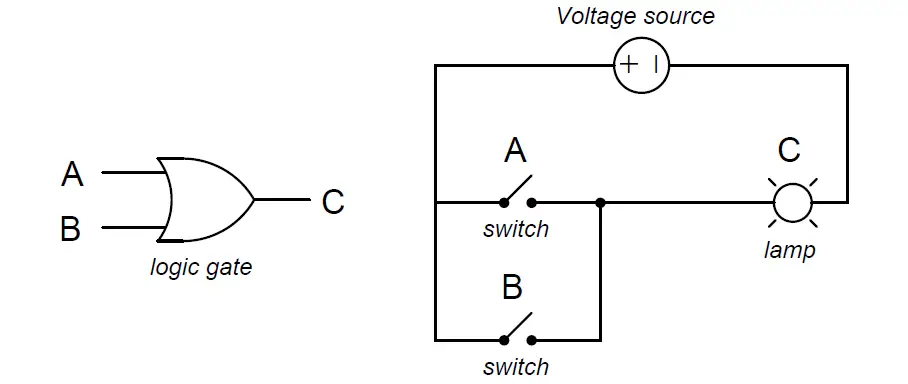 Voltage source
+ –
A
B
C
logic gate
A
switch
B
switch
C
lamp